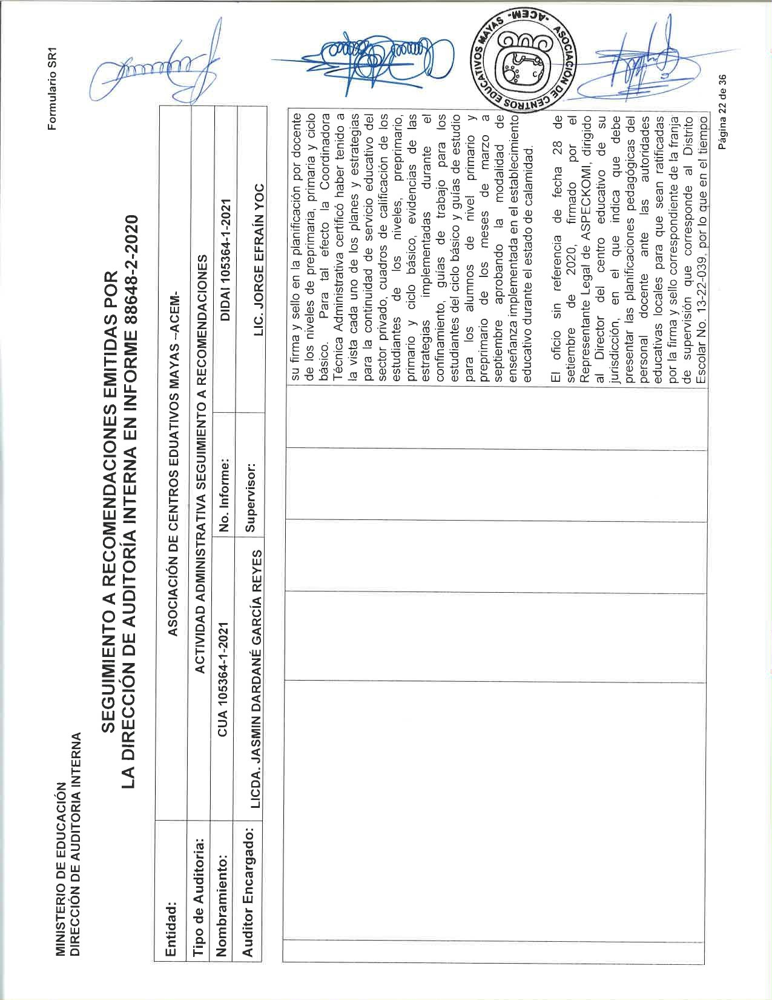 MINISTERIO DE EDUCACIÓN
DIRECCIÓN DE AUDITORIA INTERNA
Formulario SR1
SEGUIMIENTO A RECOMENDACIONES EMITIDAS POR
LA DIRECCIÓN DE AUDITORÍA INTERNA EN INFORME 88648-2-2020
Entidad: ASOCIACIÓN DE CENTROS EDUATIVOS MAYAS –ACEM-
Tipo de Auditoria: ACTIVIDAD ADMINISTRATIVA SEGUIMIENTO A RECOMENDACIONES
Nombramiento: CUA 105364-1-2021 No. Informe: DIDAI 105364-1-2021
Auditor Encargado: LICDA. JASMIN DARDANÉ GARCÍA REYES Supervisor: LIC. JORGE EFRAÍN YOC
su firma y sello en la planificación por docente
de los niveles de preprimaria, primaria y ciclo
básico. Para tal efecto la Coordinadora
Técnica Administrativa certificó haber tenido a
la vista cada uno de los planes y estrategias
para la continuidad de servicio educativo del
sector privado, cuadros de calificación de los
estudiantes de los niveles, preprimario,
primario y ciclo básico, evidencias de las
estrategias implementadas durante el
confinamiento, guías de trabajo para los
estudiantes del ciclo básico y guías de estudio
para los alumnos de nivel primario y
preprimario de los meses de marzo a
septiembre aprobando la modalidad de
enseñanza implementada en el establecimiento
educativo durante el estado de calamidad.
El oficio sin referencia de fecha 28 de
setiembre de 2020, firmado por el
Representante Legal de ASPECKOMI, dirigido
al Director del centro educativo de su
jurisdicción, en el que indica que debe
presentar las planificaciones pedagógicas del
personal docente ante las autoridades
educativas locales para que sean ratificadas
por la firma y sello correspondiente de la franja
de supervisión que corresponde al Distrito
Escolar No. 13-22-039, por lo que en el tiempo
ASOCIACIÓN DE CENTROS EDUCATIVOS MAYAS -ACEM-
Página 22 de 36